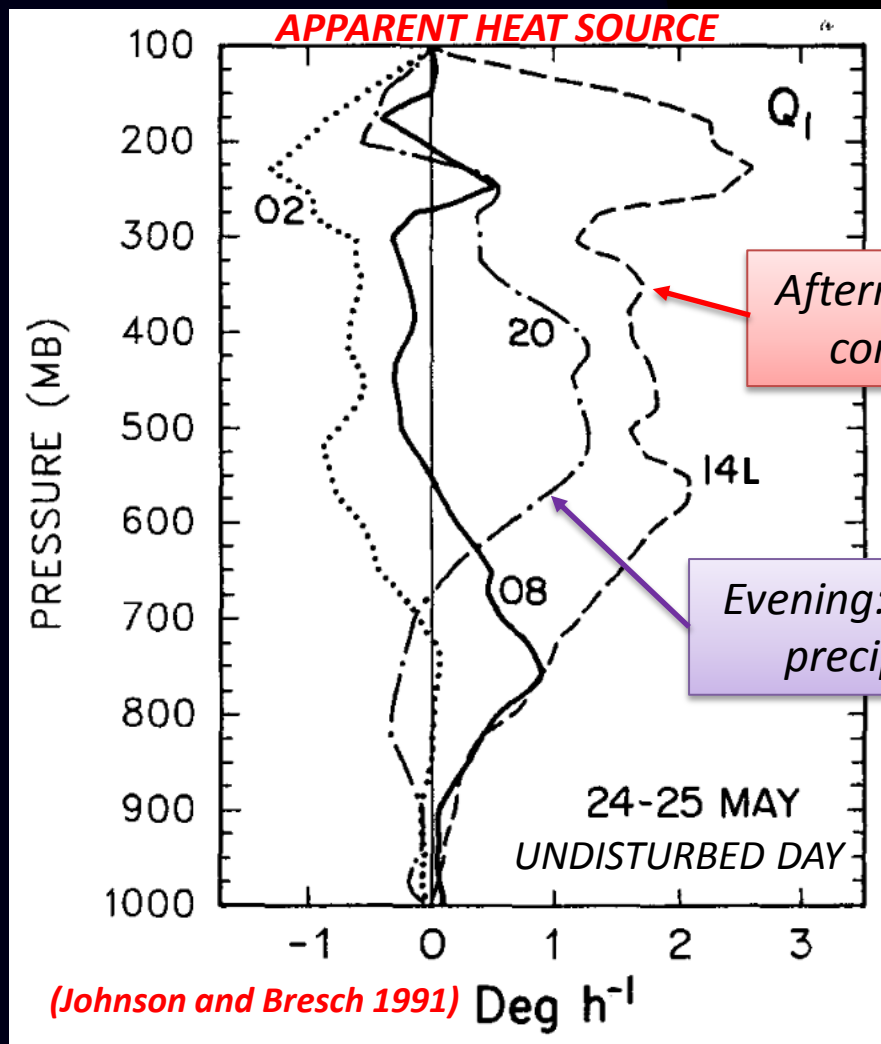 APPARENT HEAT SOURCE
100
200
300
400
500
600
700
800
900
1000
PRESSURE (MB)
Q1
02
20
14L
08
con
Evening:
precip
24-25 MAY
UNDISTURBED DAY
-1 0 1 2 3
(Johnson and Bresch 1991) Deg h-1